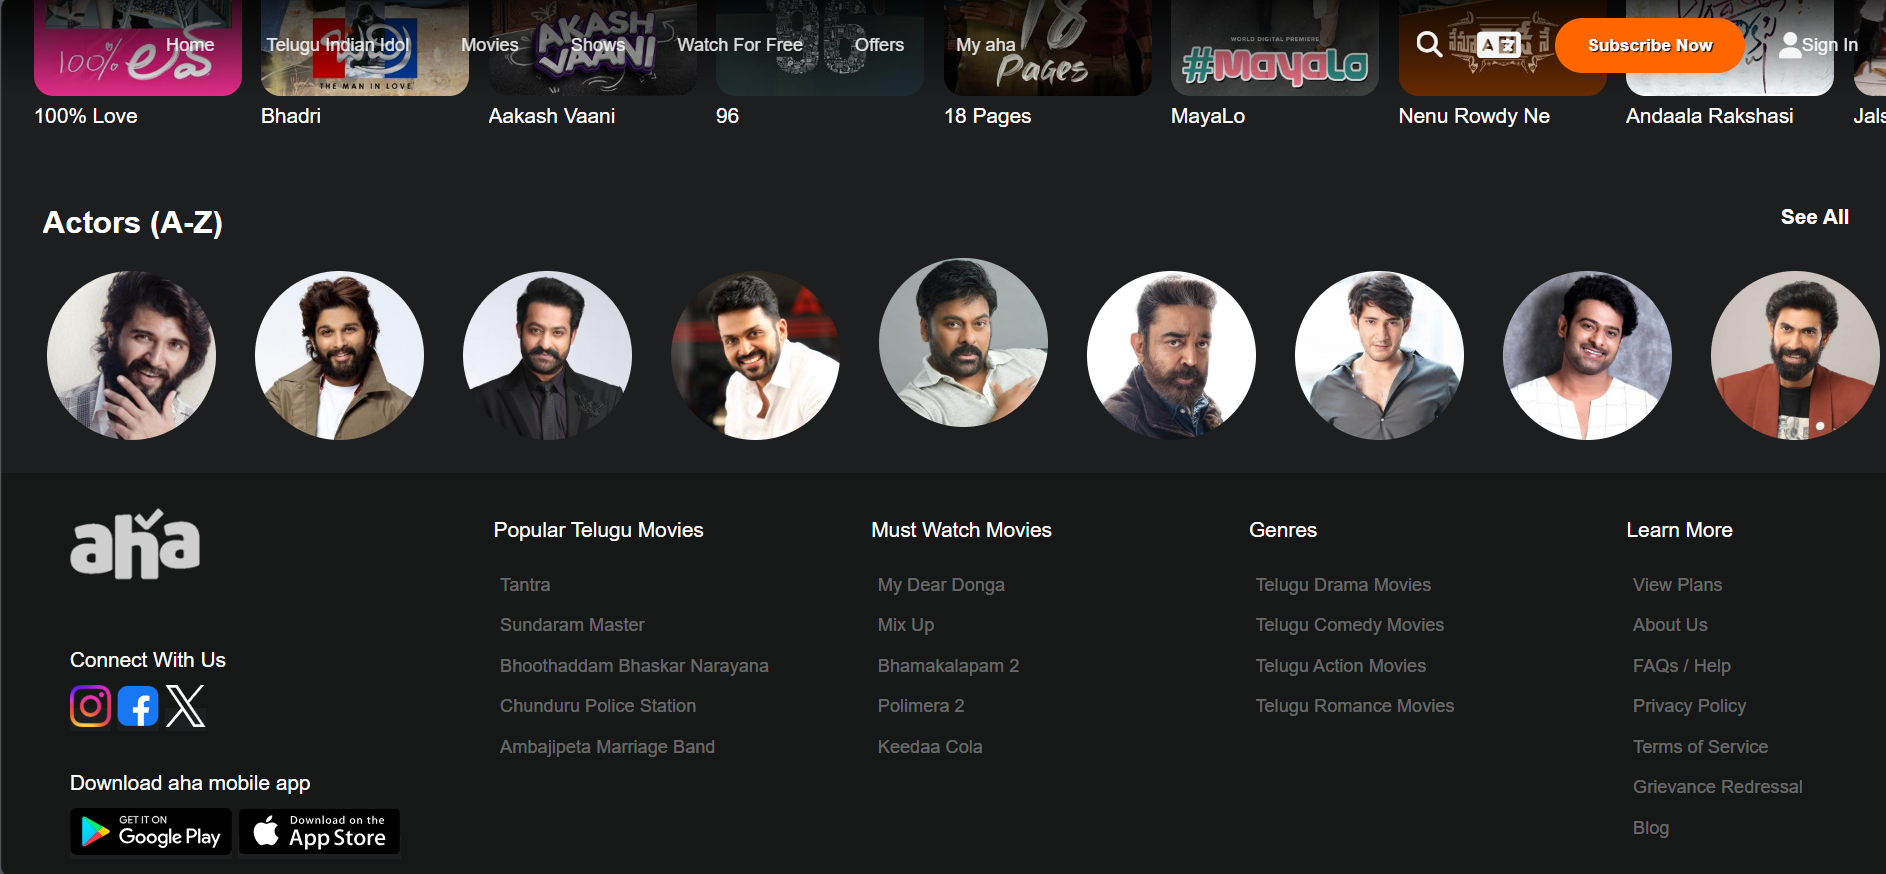 100% లవ్
THE MAN IN LOVE
AKASH
VAANI
96
18
Pages
WORLD DIGITAL PREMIERE
#MayaLo
Home
Telugu Indian Idol
Movies
Shows
Watch For Free
Offers
My aha
Subscribe Now
Sign In
100% Love
Bhadri
Aakash Vaani
96
18 Pages
MayaLo
Nenu Rowdy Ne
Andaala Rakshasi
Jals
Actors (A-Z)
See All
aha
Connect With Us
Download aha mobile app
GET IT ON
Google Play
Download on the
App Store
Popular Telugu Movies
Tantra
Sundaram Master
Bhoothaddam Bhaskar Narayana
Chunduru Police Station
Ambajipeta Marriage Band
Must Watch Movies
My Dear Donga
Mix Up
Bhamakalapam 2
Polimera 2
Keedaa Cola
Genres
Telugu Drama Movies
Telugu Comedy Movies
Telugu Action Movies
Telugu Romance Movies
Learn More
View Plans
About Us
FAQs / Help
Privacy Policy
Terms of Service
Grievance Redressal
Blog